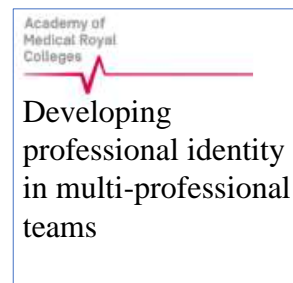 Academy of
Medical Royal
Colleges
Developing
professional identity
in multi-professional
teams